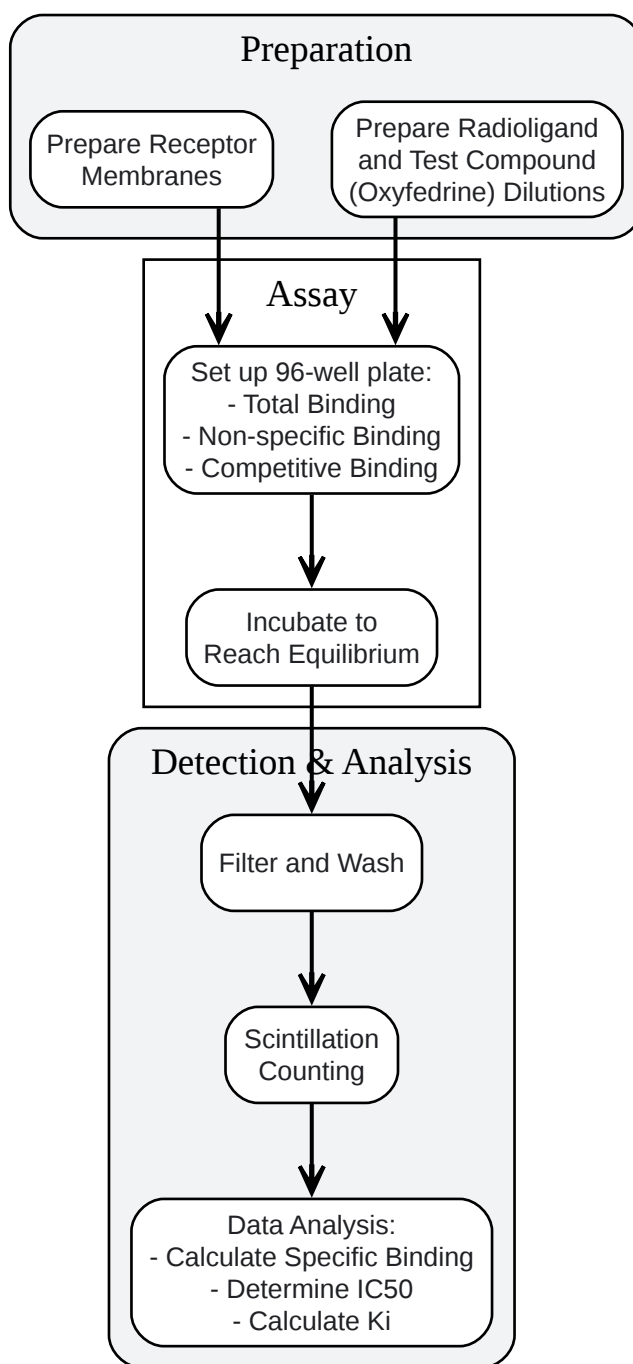 Preparation
Prepare Receptor
Membranes
Prepare Radioligand
and Test Compound
(Oxyfedrine) Dilutions
Assay
Set up 96-well plate:
- Total Binding
- Non-specific Binding
- Competitive Binding
Incubate to
Reach Equilibrium
Detection & Analysis
Filter and Wash
Scintillation
Counting
Data Analysis:
- Calculate Specific Binding
- Determine IC50
- Calculate Ki